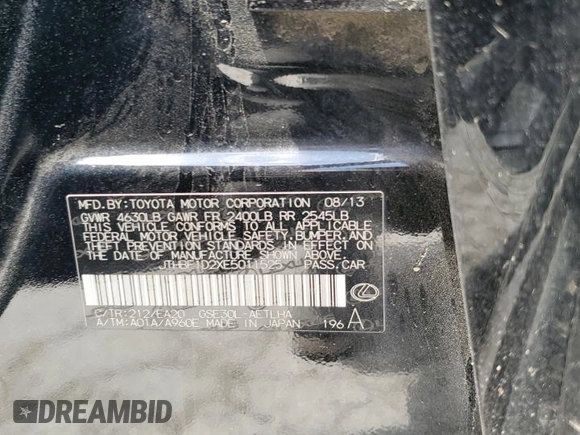 MFD.BY:TOYOTA MOTOR CORPORATION 08/13
GVWR 4630LB GAWR FR 2400LB RR 2545LB
THIS VEHICLE CONFORMS TO ALL APPLICABLE
FEDERAL MOTOR VEHICLE SAFETY, BUMPER, AND
THEFT PREVENTION STANDARDS IN EFFECT ON
THE DATE OF MANUFACTURE SHOWN ABOVE.
JTHBF1D2XE5011525 PASS.CAR
C/TR:212/EA20 GSE30L-AETLHA
A/TM:A01A/A960E MADE IN JAPAN 196 A
DREAMBID